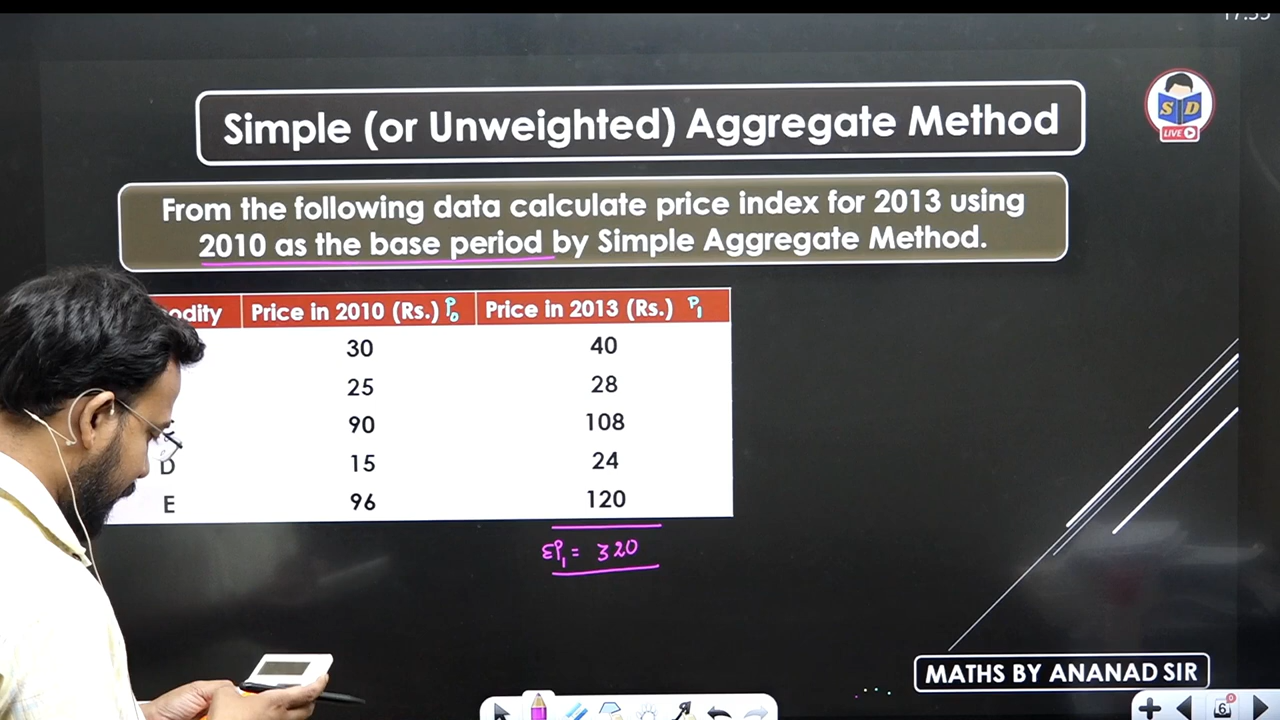 Simple (or Unweighted) Aggregate Method
S D
LIVE
From the following data calculate price index for 2013 using
2010 as the base period by Simple Aggregate Method.
Price in 2010 (Rs.) P₀ Price in 2013 (Rs.) P₁
30 40
25 28
90 108
D 15 24
E 96 120
ΣP₁ = 320
MATHS BY ANANAD SIR
6